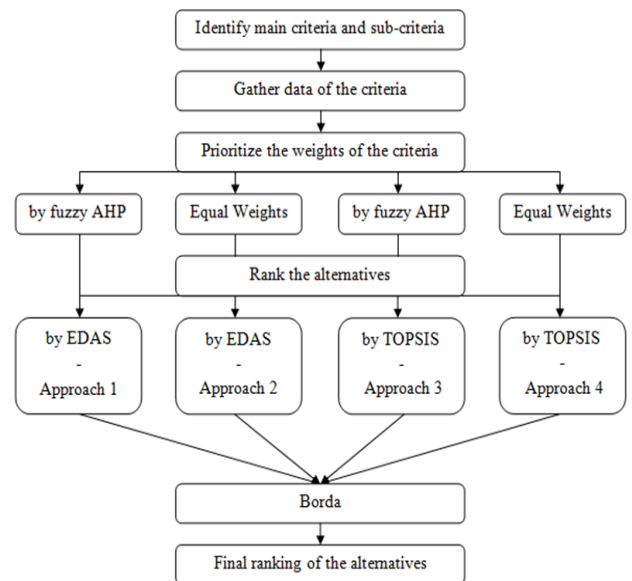 Identify main criteria and sub-criteria
Gather data of the criteria
Prioritize the weights of the criteria
by fuzzy AHP
Equal Weights
by fuzzy AHP
Equal Weights
Rank the alternatives
by EDAS
-
Approach 1
by EDAS
-
Approach 2
by TOPSIS
-
Approach 3
by TOPSIS
-
Approach 4
Borda
Final ranking of the alternatives